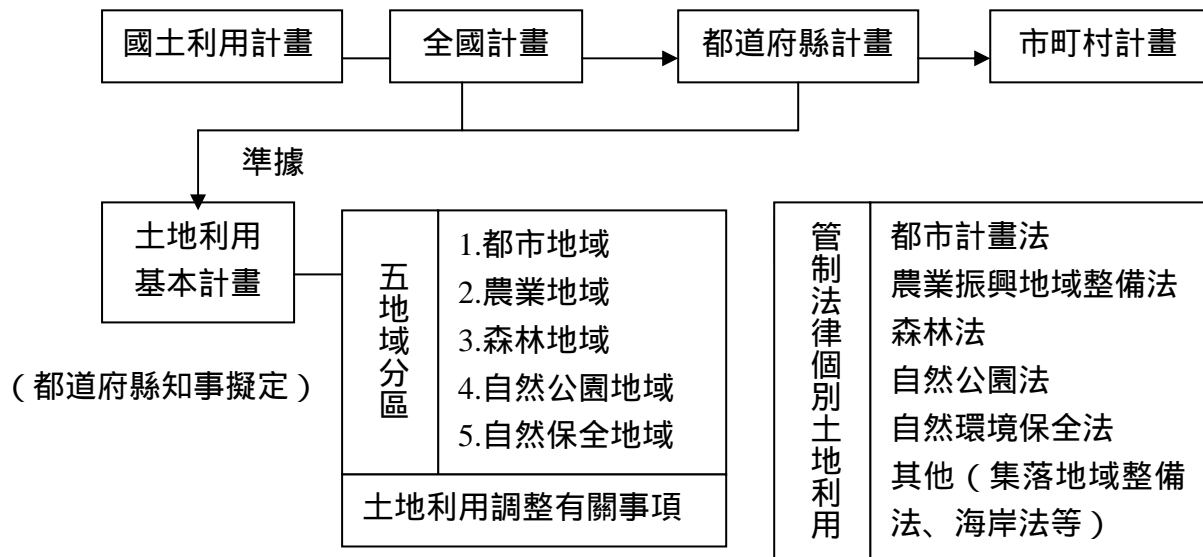 國土利用計畫
全國計畫
都道府縣計畫
市町村計畫
準據
土地利用
基本計畫
（都道府縣知事擬定）
五地域分區
1.都市地域
2.農業地域
3.森林地域
4.自然公園地域
5.自然保全地域
土地利用調整有關事項
管制法律個別土地利用
都市計畫法
農業振興地域整備法
森林法
自然公園法
自然環境保全法
其他（集落地域整備
法、海岸法等）